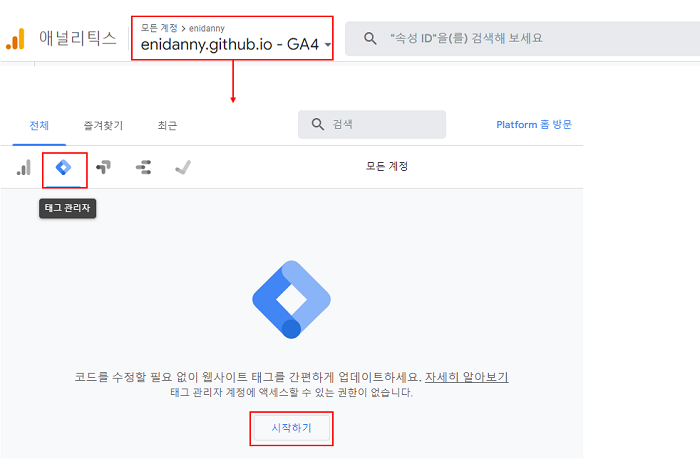 애널리틱스
모든 계정 > enidanny
enidanny.github.io - GA4
"속성 ID"을(를) 검색해 보세요
전체 즐겨찾기 최근 검색 Platform 홈 방문
모든 계정
태그 관리자
코드를 수정할 필요 없이 웹사이트 태그를 간편하게 업데이트하세요. 자세히 알아보기
태그 관리자 계정에 액세스할 수 있는 권한이 없습니다.
시작하기